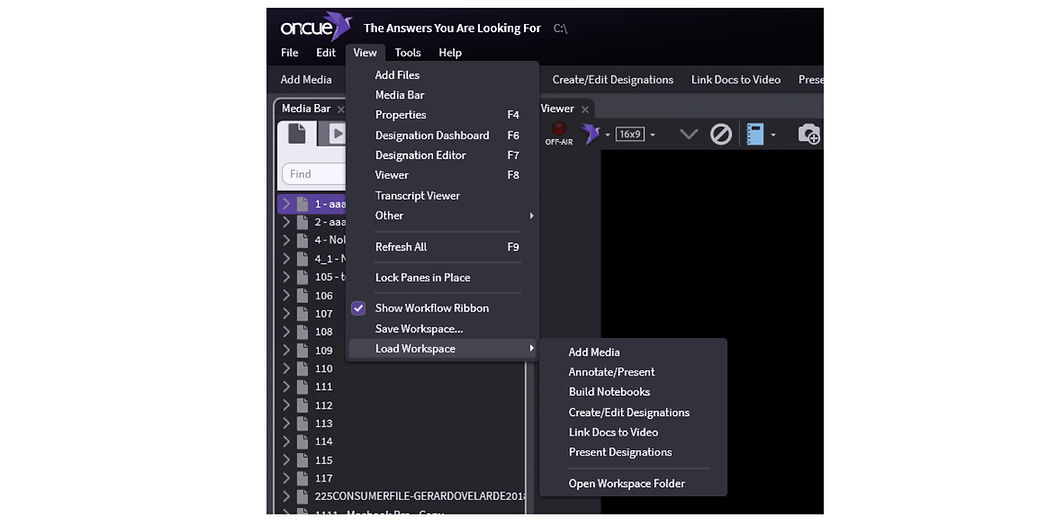 oncue The Answers You Are Looking For C:\
File Edit View Tools Help
Add Media Create/Edit Designations Link Docs to Video
Media Bar Viewer
OFF-AIR 16x9
Find
1 - aaa
2 - aaa
4 - Nok
4_1 - N
105 - t
106
107
108
109
110
111
112
113
114
115
117
225CONSUMERFILE-GERARDOVELARDE2018
1111 - Macbook Pro - Copy
Add Files
Media Bar
Properties F4
Designation Dashboard F6
Designation Editor F7
Viewer F8
Transcript Viewer
Other
Refresh All F9
Lock Panes in Place
Show Workflow Ribbon
Save Workspace...
Load Workspace
Add Media
Annotate/Present
Build Notebooks
Create/Edit Designations
Link Docs to Video
Present Designations
Open Workspace Folder